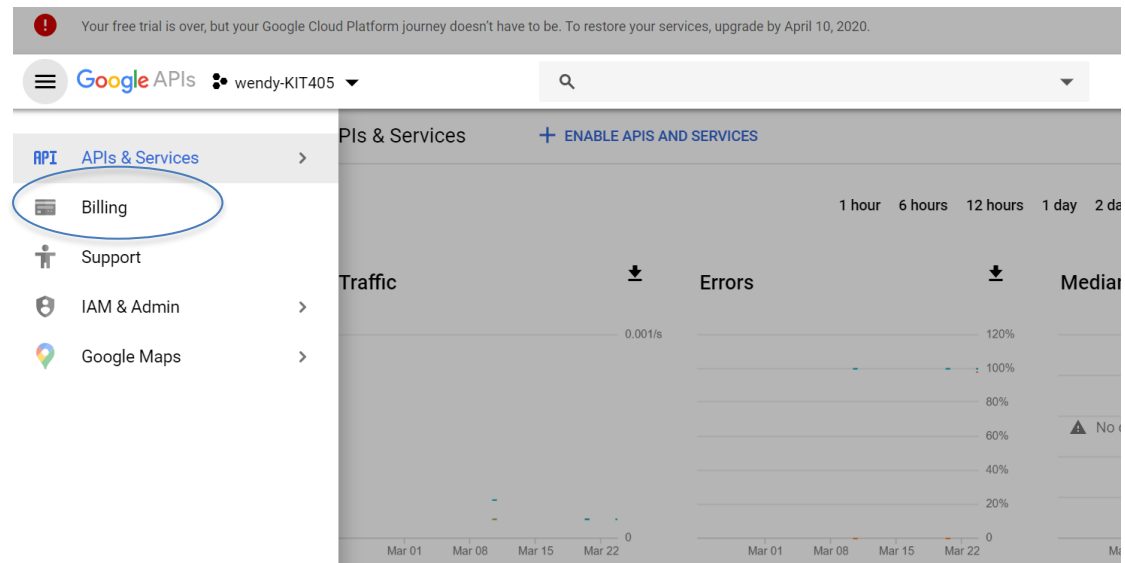 Your free trial is over, but your Google Cloud Platform journey doesn't have to be. To restore your services, upgrade by April 10, 2020.
Google APIs wendy-KIT405
API APIs & Services
Billing
Support
IAM & Admin
Google Maps
PIs & Services + ENABLE APIS AND SERVICES
1 hour 6 hours 12 hours 1 day 2 da
Traffic
0.001/s
0
Mar 01 Mar 08 Mar 15 Mar 22
Errors
120%
100%
80%
60%
40%
20%
0
Mar 01 Mar 08 Mar 15 Mar 22
Median
No